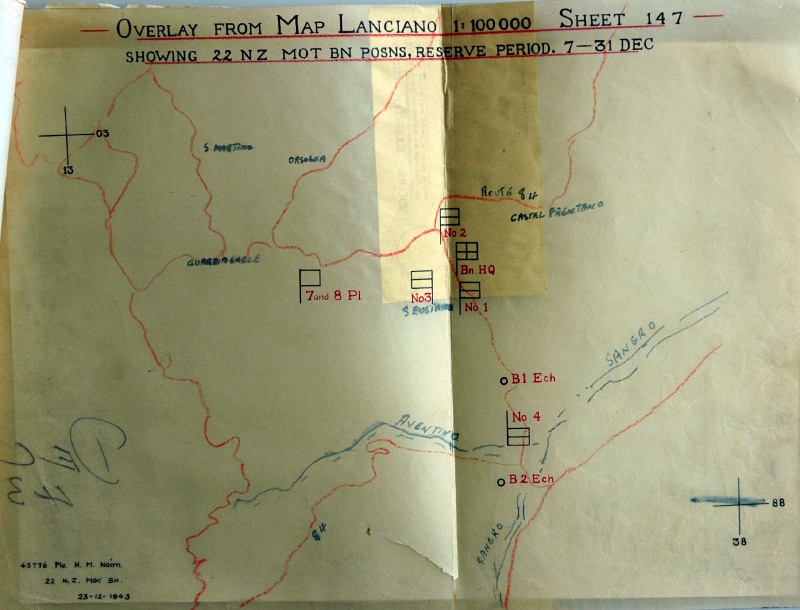 OVERLAY FROM MAP LANCIANO 1:100000 SHEET 147
SHOWING 22 NZ MOT BN POSNS, RESERVE PERIOD. 7—31 DEC
03
13
S MARTINO
ORSOGNA
ROUTE 84
CASTEL FRENTANO
No 2
GUARDIAGRELE
Bn HQ
7 and 8 Pl
No3
No 1
S EUSTANIO
SANGRO
B1 Ech
No 4
AVENTINO
B2 Ech
88
38
84
SANGRO
45776 Pte. H. M. Nairn.
22 N.Z. Mot. Bn.
23-12-1943